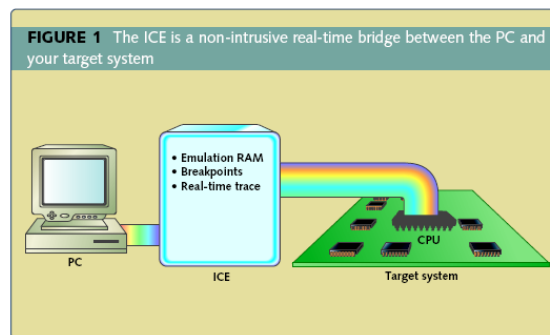 FIGURE 1 The ICE is a non-intrusive real-time bridge between the PC and
your target system
• Emulation RAM
• Breakpoints
• Real-time trace
CPU
PC
ICE
Target system